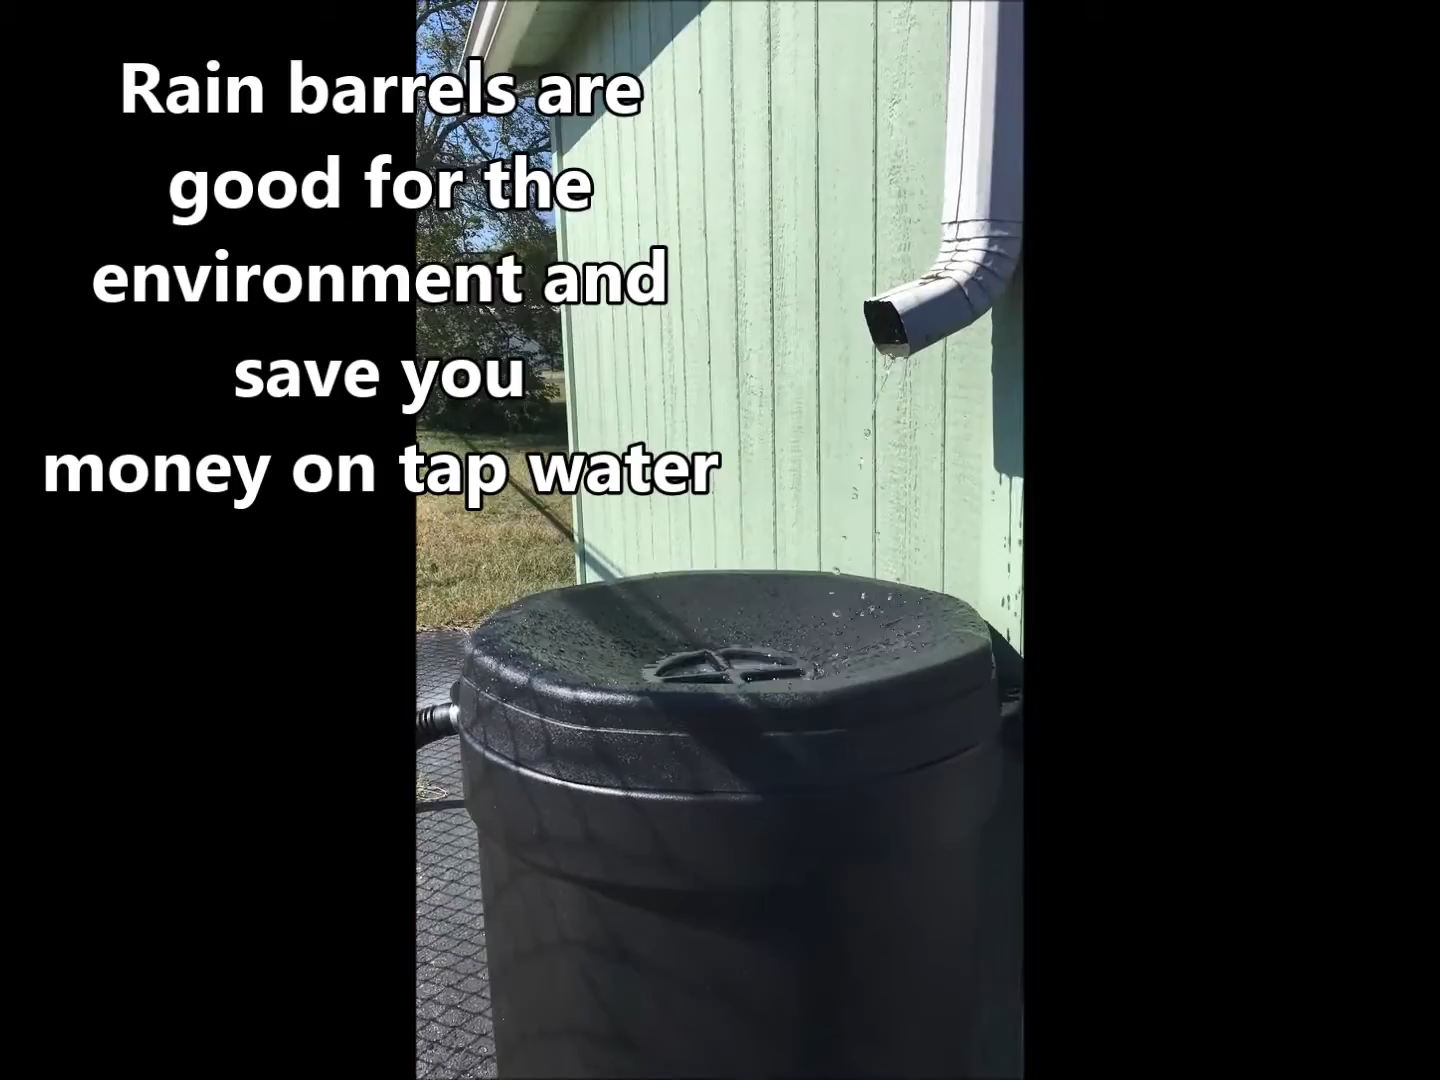 Rain barrels are
good for the
environment and
save you
money on tap water